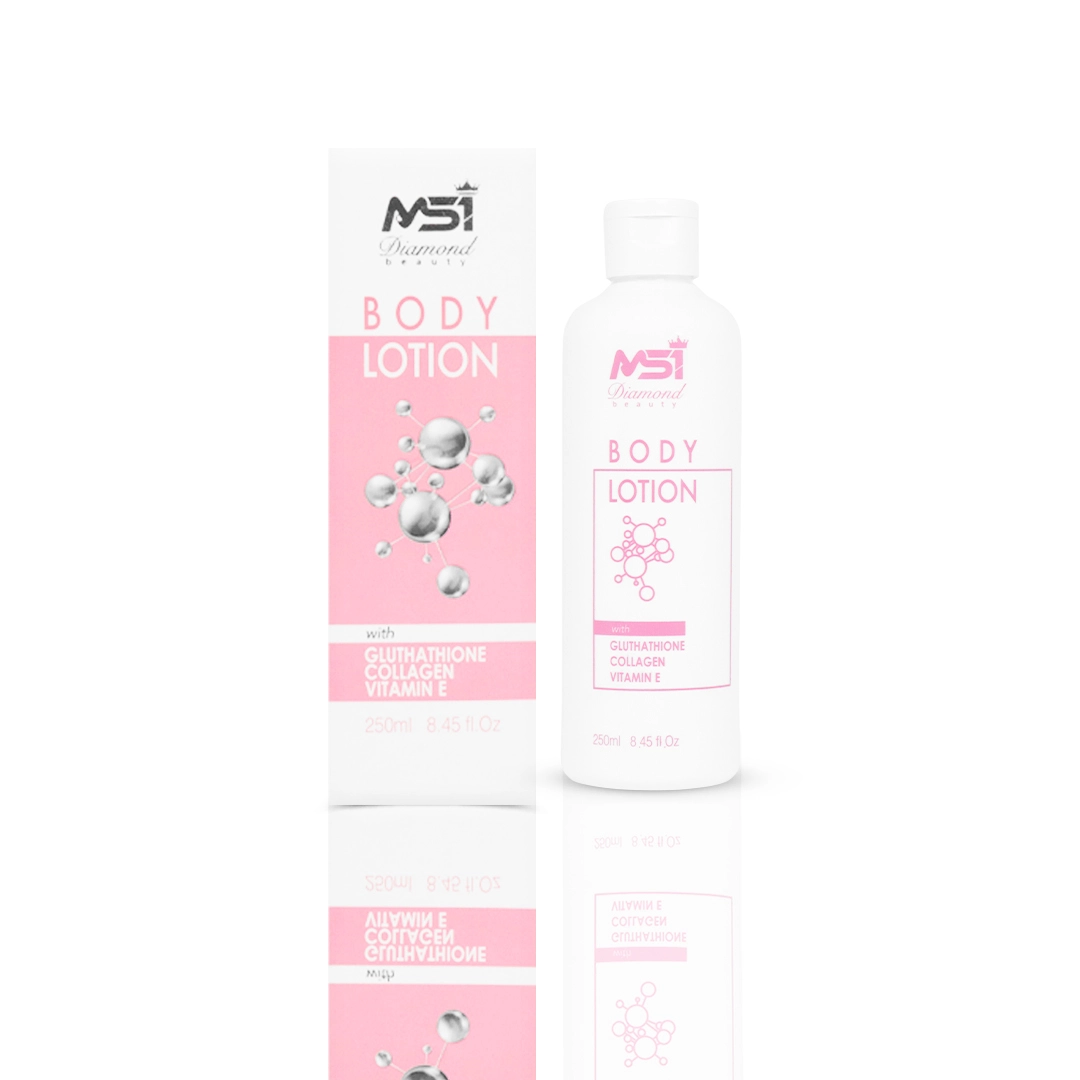 MS1
Diamond
beauty
BODY
LOTION
with
GLUTHATHIONE
COLLAGEN
VITAMIN E
250ml 8.45 fl.Oz
MS1
Diamond
beauty
BODY
LOTION
with
GLUTHATHIONE
COLLAGEN
VITAMIN E
250ml 8.45 fl.Oz